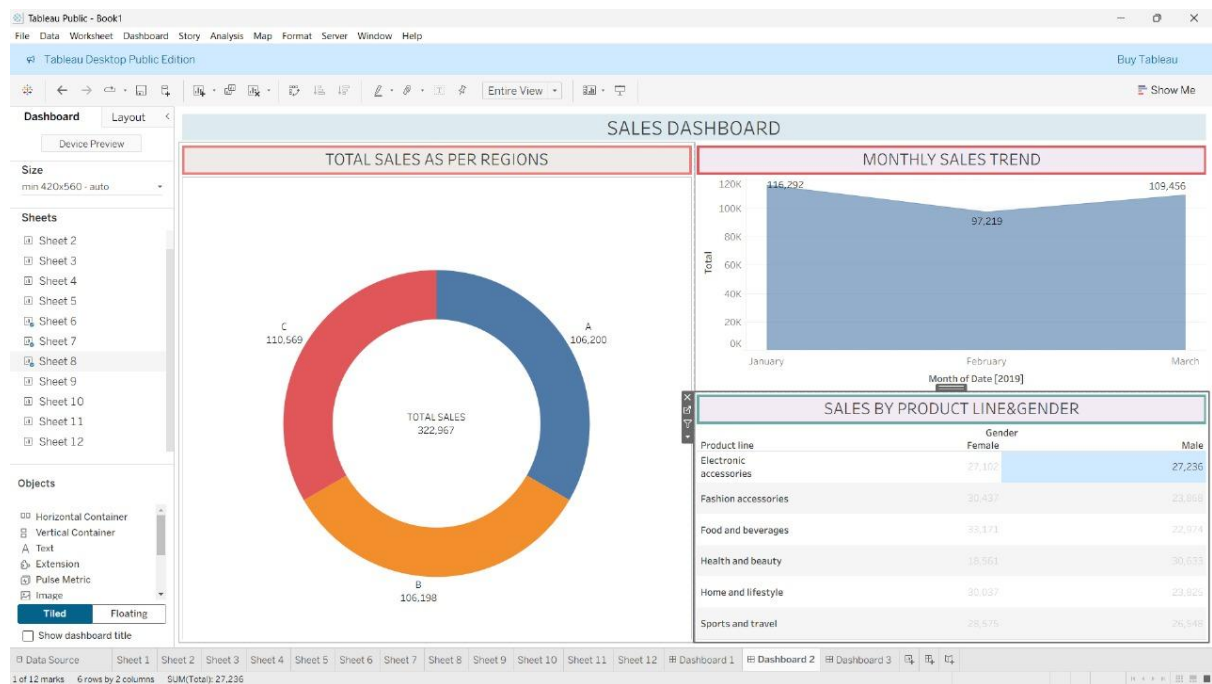 Tableau Public - Book1
File Data Worksheet Dashboard Story Analysis Map Format Server Window Help
Tableau Desktop Public Edition
Buy Tableau
Entire View
Show Me
Dashboard Layout
Device Preview
Size
min 420x560 - auto
Sheets
Sheet 2
Sheet 3
Sheet 4
Sheet 5
Sheet 6
Sheet 7
Sheet 8
Sheet 9
Sheet 10
Sheet 11
Sheet 12
Objects
Horizontal Container
Vertical Container
Text
Extension
Pulse Metric
Image
Tiled Floating
Show dashboard title
SALES DASHBOARD
TOTAL SALES AS PER REGIONS
C
110,569
A
106,200
TOTAL SALES
322,967
B
106,198
MONTHLY SALES TREND
120K
100K
80K
60K
40K
20K
0K
Total
116,292
97,219
109,456
January February March
Month of Date [2019]
SALES BY PRODUCT LINE&GENDER
Gender
Product line Female Male
Electronic
accessories 27,102 27,236
Fashion accessories 30,437 23,868
Food and beverages 33,171 22,974
Health and beauty 18,561 30,633
Home and lifestyle 30,037 23,825
Sports and travel 28,575 26,548
Data Source Sheet 1 Sheet 2 Sheet 3 Sheet 4 Sheet 5 Sheet 6 Sheet 7 Sheet 8 Sheet 9 Sheet 10 Sheet 11 Sheet 12 Dashboard 1 Dashboard 2 Dashboard 3
1 of 12 marks 6 rows by 2 columns SUM(Total): 27,236